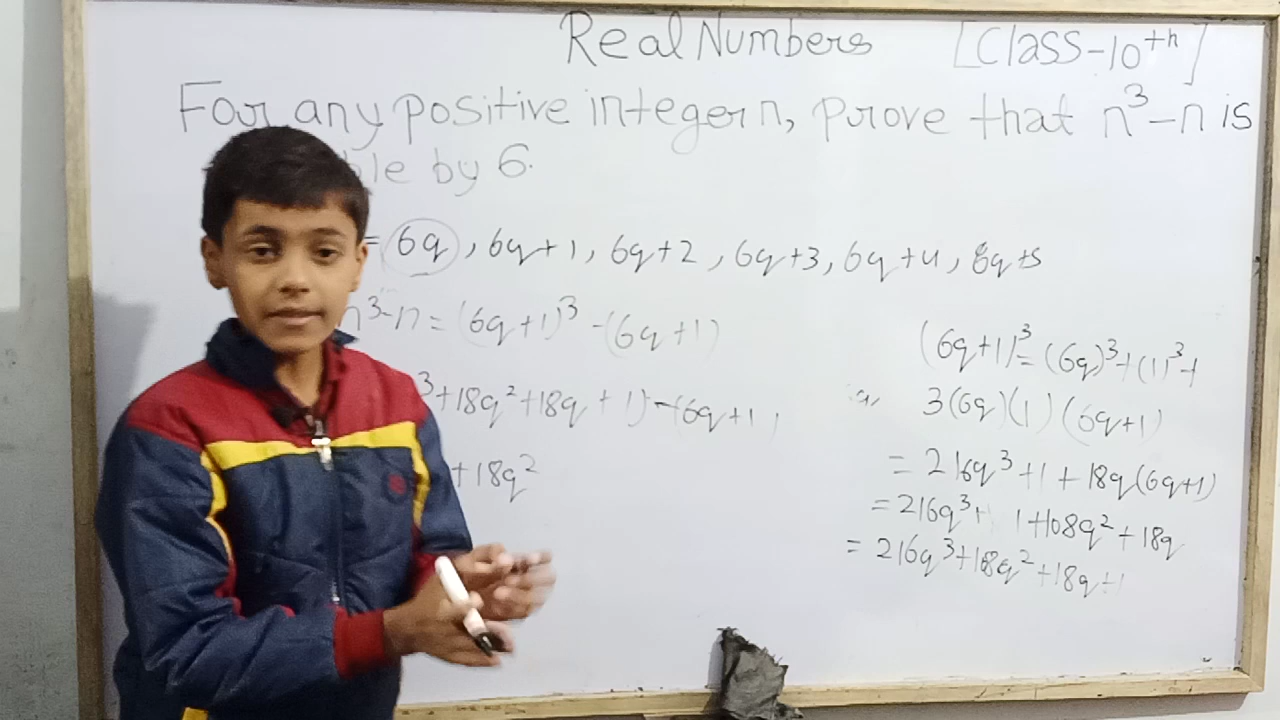 Real Numbers [Class-10th]
For any positive integer n, prove that n³-n is
ble by 6.
= 6q, 6q+1, 6q+2, 6q+3, 6q+4, 8q+5
n³-n = (6q+1)³ - (6q+1)
³+18q²+18q+1) - (6q+1)
+18q²
(6q+1)³ = (6q)³+(1)³+
3(6q)(1)(6q+1)
= 216q³+1+18q(6q+1)
= 216q³+ 1+108q²+18q
= 216q³+108q²+18q+1